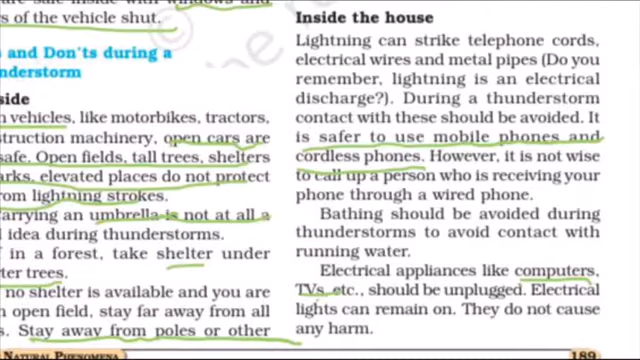 are safe inside with windows and
s of the vehicle shut.
and Don'ts during a
understorm
side
vehicles, like motorbikes, tractors,
struction machinery, open cars are
safe. Open fields, tall trees, shelters
arks, elevated places do not protect
rom lightning strokes.
arrying an umbrella is not at all a
idea during thunderstorms.
in a forest, take shelter under
ter trees.
no shelter is available and you are
open field, stay far away from all
s. Stay away from poles or other
NATURAL PHENOMENA
Inside the house
Lightning can strike telephone cords,
electrical wires and metal pipes (Do you
remember, lightning is an electrical
discharge?). During a thunderstorm
contact with these should be avoided. It
is safer to use mobile phones and
cordless phones. However, it is not wise
to call up a person who is receiving your
phone through a wired phone.
Bathing should be avoided during
thunderstorms to avoid contact with
running water.
Electrical appliances like computers,
TVs, etc., should be unplugged. Electrical
lights can remain on. They do not cause
any harm.
189